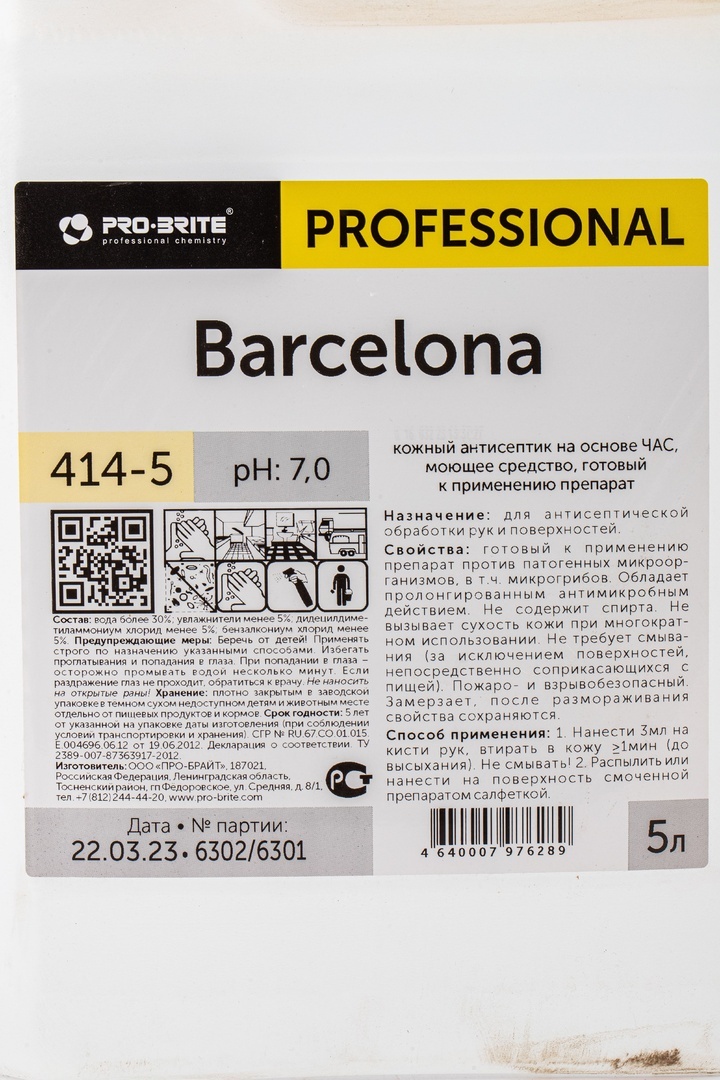 PRO-BRITE®
professional chemistry
PROFESSIONAL
Barcelona
414-5
pH: 7,0
кожный антисептик на основе ЧАС,
моющее средство, готовый
к применению препарат
Назначение: для антисептической
обработки рук и поверхностей.
Свойства: готовый к применению
препарат против патогенных микроор-
ганизмов, в т.ч. микрогрибов. Обладает
пролонгированным антимикробным
действием. Не содержит спирта. Не
вызывает сухость кожи при многократ-
ном использовании. Не требует смыва-
ния (за исключением поверхностей,
непосредственно соприкасающихся с
пищей). Пожаро- и взрывобезопасный.
Замерзает, после размораживания
свойства сохраняются.
Способ применения: 1. Нанести 3мл на
кисти рук, втирать в кожу ≥1мин (до
высыхания). Не смывать! 2. Распылить или
нанести на поверхность смоченной
препаратом салфеткой.
Состав: вода более 30%; увлажнители менее 5%; дидецилдиме-
тиламмониум хлорид менее 5%; бензалкониум хлорид менее
5%. Предупреждающие меры: Беречь от детей! Применять
строго по назначению указанными способами. Избегать
проглатывания и попадания в глаза. При попадании в глаза –
осторожно промывать водой несколько минут. Если
раздражение глаз не проходит, обратиться к врачу. Не наносить
на открытые раны! Хранение: плотно закрытым в заводской
упаковке в темном сухом недоступном детям и животным месте
отдельно от пищевых продуктов и кормов. Срок годности: 5 лет
от указанной на упаковке даты изготовления (при соблюдении
условий транспортировки и хранения). СГР № RU.67.CO.01.015.
Е.004696.06.12 от 19.06.2012. Декларация о соответствии. ТУ
2389-007-87363917-2012.
Изготовитель: ООО «ПРО-БРАЙТ», 187021,
Российская Федерация, Ленинградская область,
Тосненский район, гп Федоровское, ул. Средняя, д. 8/1,
тел. +7 (812) 244-44-20, www.pro-brite.com
РСТ
Дата • № партии:
22.03.23 • 6302/6301
4 640007 976289
5л